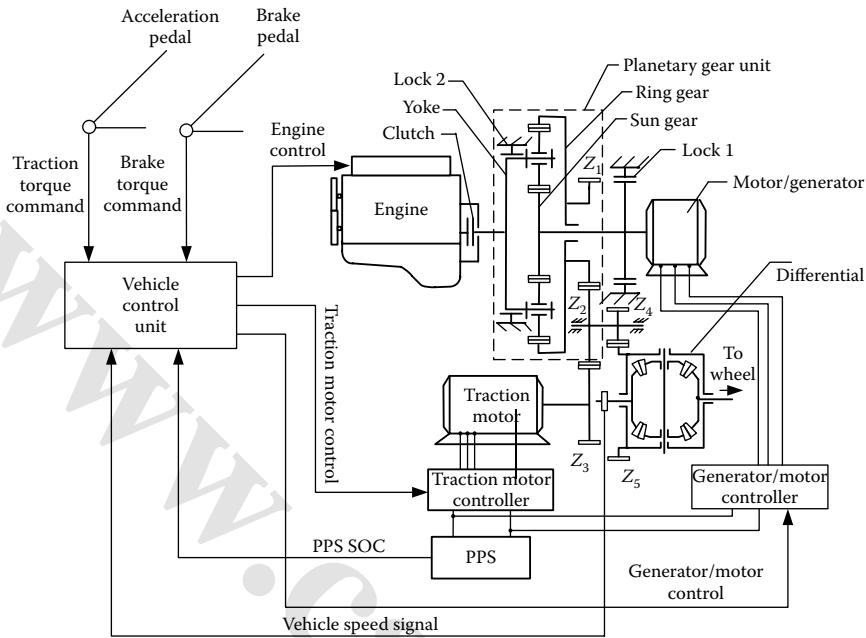 Acceleration
pedal
Brake
pedal
Planetary gear unit
Lock 2
Ring gear
Yoke
Sun gear
Clutch
Engine
control
Traction
torque
command
Brake
torque
command
Z1
Lock 1
Motor/generator
Engine
Vehicle
control
unit
Differential
Z2
Z4
To
wheel
Traction motor control
Traction
motor
Z3
Z5
Traction motor
controller
Generator/motor
controller
PPS SOC
PPS
Generator/motor
control
Vehicle speed signal